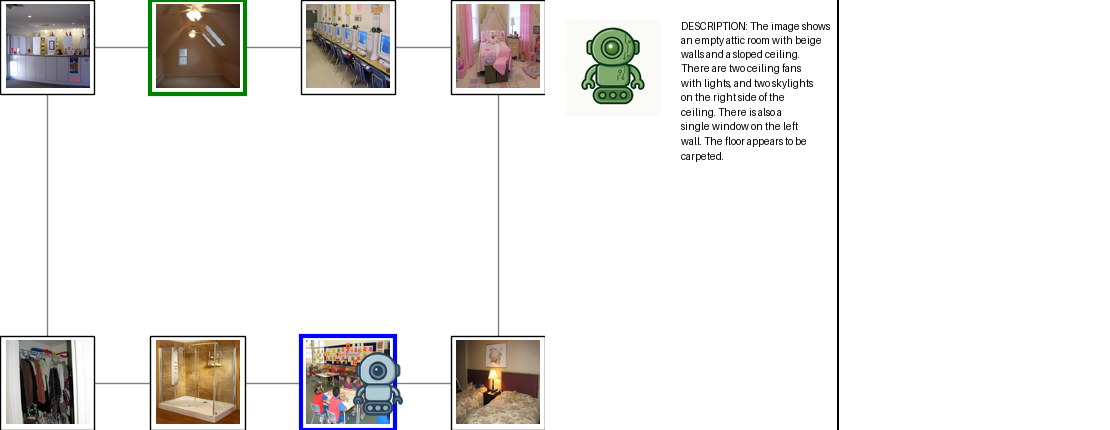 DESCRIPTION: The image shows
an empty attic room with beige
walls and a sloped ceiling.
There are two ceiling fans
with lights, and two skylights
on the right side of the
ceiling. There is also a
single window on the left
wall. The floor appears to be
carpeted.